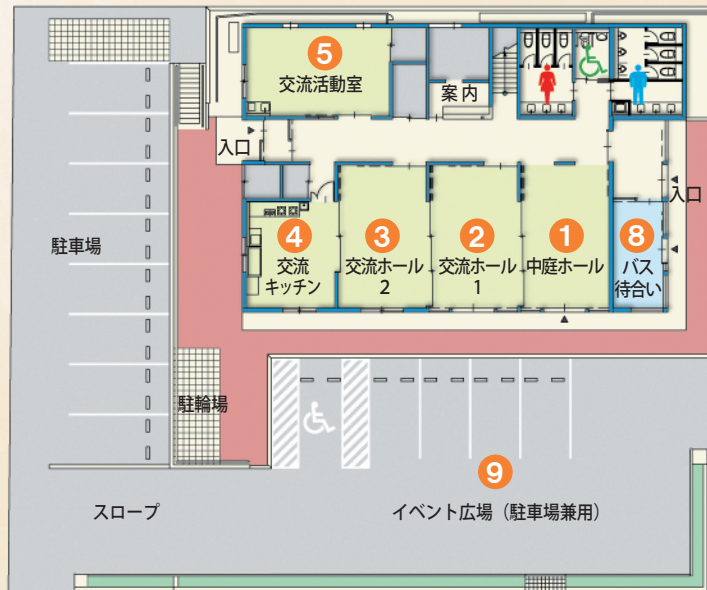 5
交流活動室
案内
入口
入口
4
交流
キッチン
3
交流ホール
2
2
交流ホール
1
1
中庭ホール
8
バス
待合い
駐車場
駐輪場
9
スロープ
イベント広場（駐車場兼用）